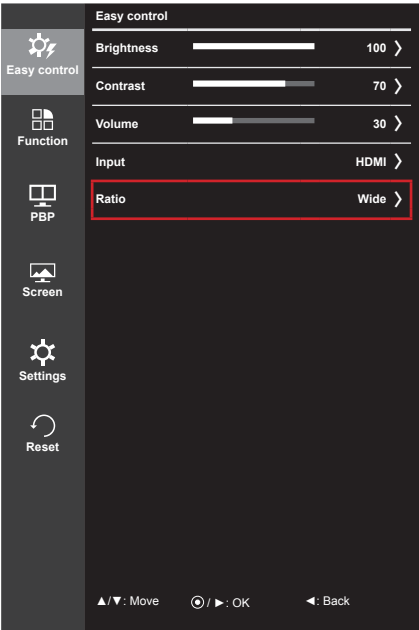 Easy control
Easy control
Function
PBP
Screen
Settings
Reset
Brightness 100
Contrast 70
Volume 30
Input HDMI
Ratio Wide
▲/▼: Move ◉ / ►: OK ◄: Back